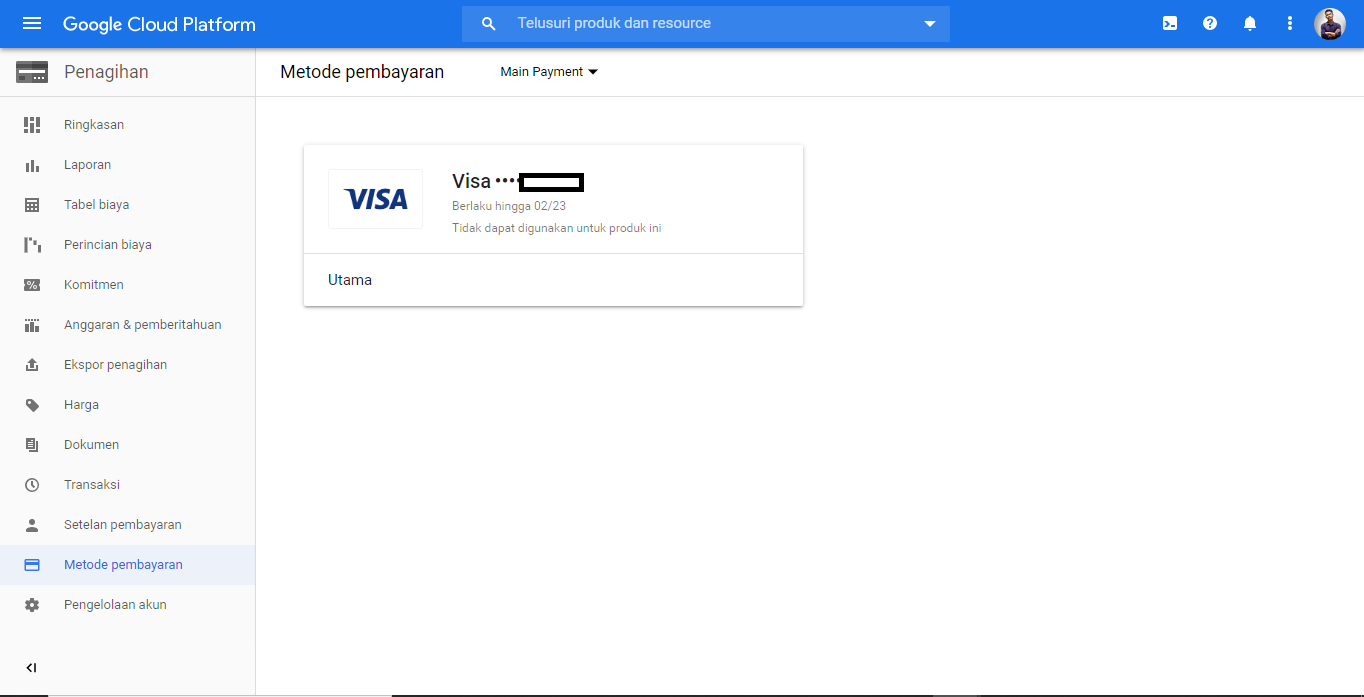 Google Cloud Platform
Telusuri produk dan resource
Penagihan
Metode pembayaran
Main Payment
Ringkasan
Laporan
Tabel biaya
Perincian biaya
Komitmen
Anggaran & pemberitahuan
Ekspor penagihan
Harga
Dokumen
Transaksi
Setelan pembayaran
Metode pembayaran
Pengelolaan akun
VISA
Visa ••••
Berlaku hingga 02/23
Tidak dapat digunakan untuk produk ini
Utama